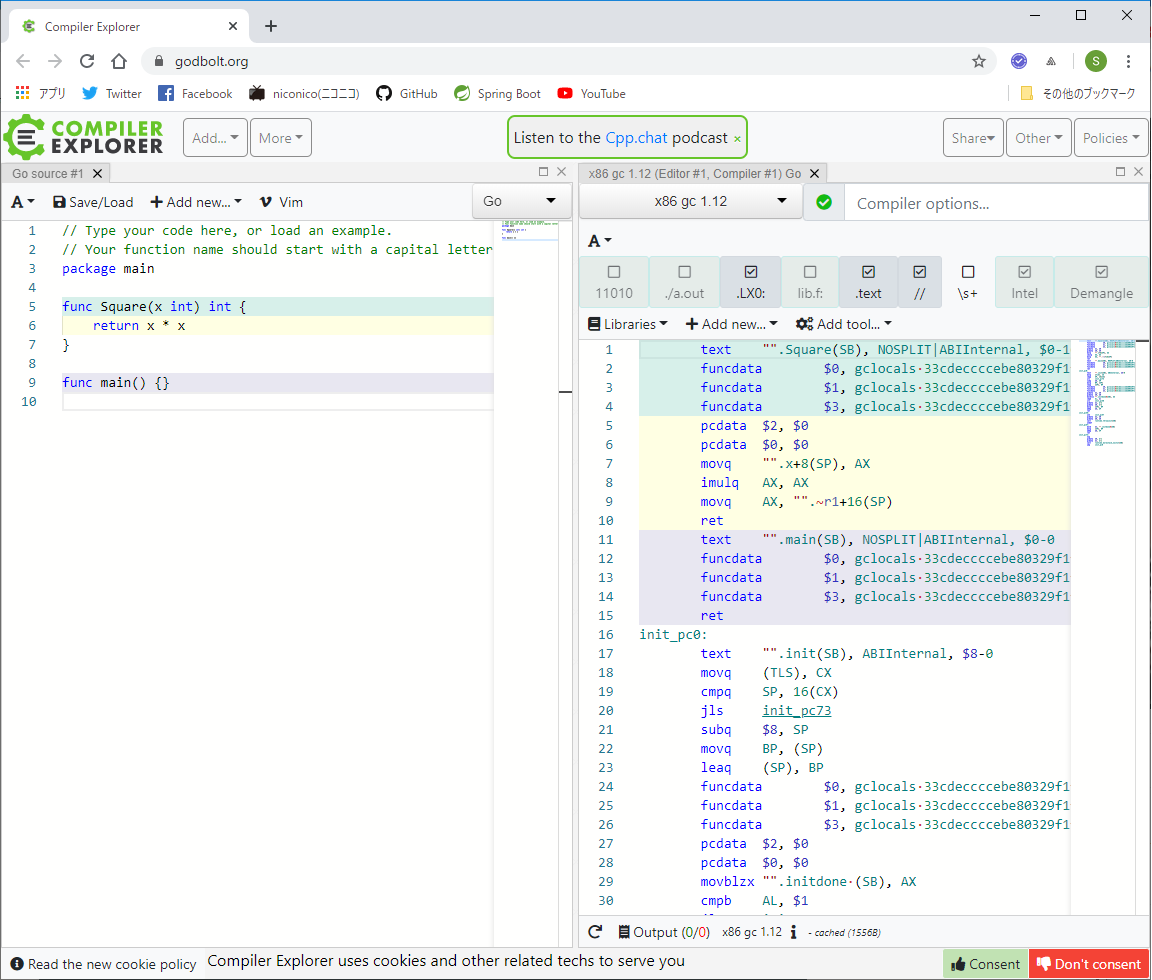 Compiler Explorer
godbolt.org
S
アプリ Twitter Facebook niconico(ニコニコ) GitHub Spring Boot YouTube その他のブックマーク
COMPILER EXPLORER Add... More Listen to the Cpp.chat podcast × Share Other Policies
Go source #1
A Save/Load + Add new... Vim Go
1 // Type your code here, or load an example.
2 // Your function name should start with a capital letter
3 package main
4
5 func Square(x int) int {
6 return x * x
7 }
8
9 func main() {}
10
x86 gc 1.12 (Editor #1, Compiler #1) Go
x86 gc 1.12 Compiler options...
A
11010 ./a.out .LX0: lib.f: .text // \s+ Intel Demangle
Libraries + Add new... Add tool...
1 text "".Square(SB), NOSPLIT|ABIInternal, $0-1
2 funcdata $0, gclocals·33cdeccccebe80329f1
3 funcdata $1, gclocals·33cdeccccebe80329f1
4 funcdata $3, gclocals·33cdeccccebe80329f1
5 pcdata $2, $0
6 pcdata $0, $0
7 movq "".x+8(SP), AX
8 imulq AX, AX
9 movq AX, "".~r1+16(SP)
10 ret
11 text "".main(SB), NOSPLIT|ABIInternal, $0-0
12 funcdata $0, gclocals·33cdeccccebe80329f1
13 funcdata $1, gclocals·33cdeccccebe80329f1
14 funcdata $3, gclocals·33cdeccccebe80329f1
15 ret
16 init_pc0:
17 text "".init(SB), ABIInternal, $8-0
18 movq (TLS), CX
19 cmpq SP, 16(CX)
20 jls init_pc73
21 subq $8, SP
22 movq BP, (SP)
23 leaq (SP), BP
24 funcdata $0, gclocals·33cdeccccebe80329f1
25 funcdata $1, gclocals·33cdeccccebe80329f1
26 funcdata $3, gclocals·33cdeccccebe80329f1
27 pcdata $2, $0
28 pcdata $0, $0
29 movblzx "".initdone·(SB), AX
30 cmpb AL, $1
Output (0/0) x86 gc 1.12 i - cached (1556B)
Read the new cookie policy Compiler Explorer uses cookies and other related techs to serve you Consent Don't consent